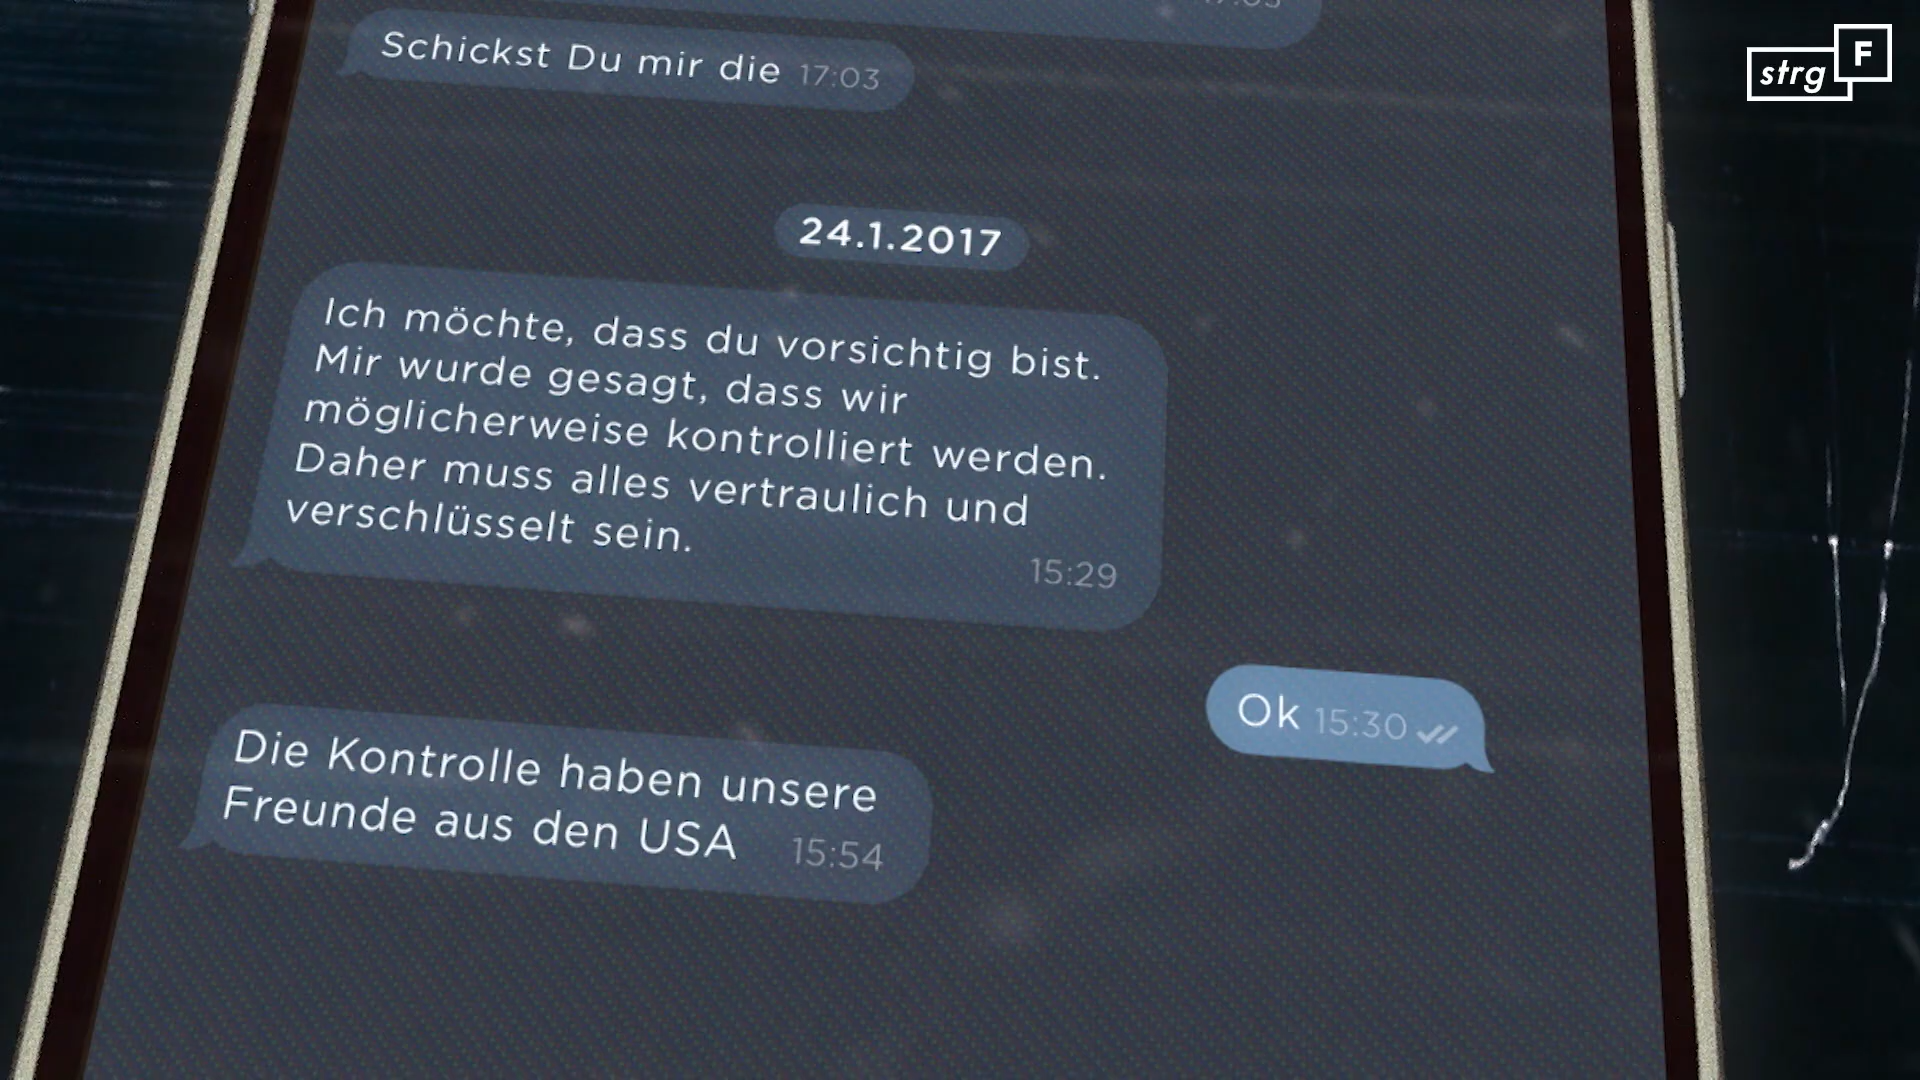 strg F
Schickst Du mir die 17:03
24.1.2017
Ich möchte, dass du vorsichtig bist.
Mir wurde gesagt, dass wir
möglicherweise kontrolliert werden.
Daher muss alles vertraulich und
verschlüsselt sein.
15:29
Ok 15:30
Die Kontrolle haben unsere
Freunde aus den USA 15:54